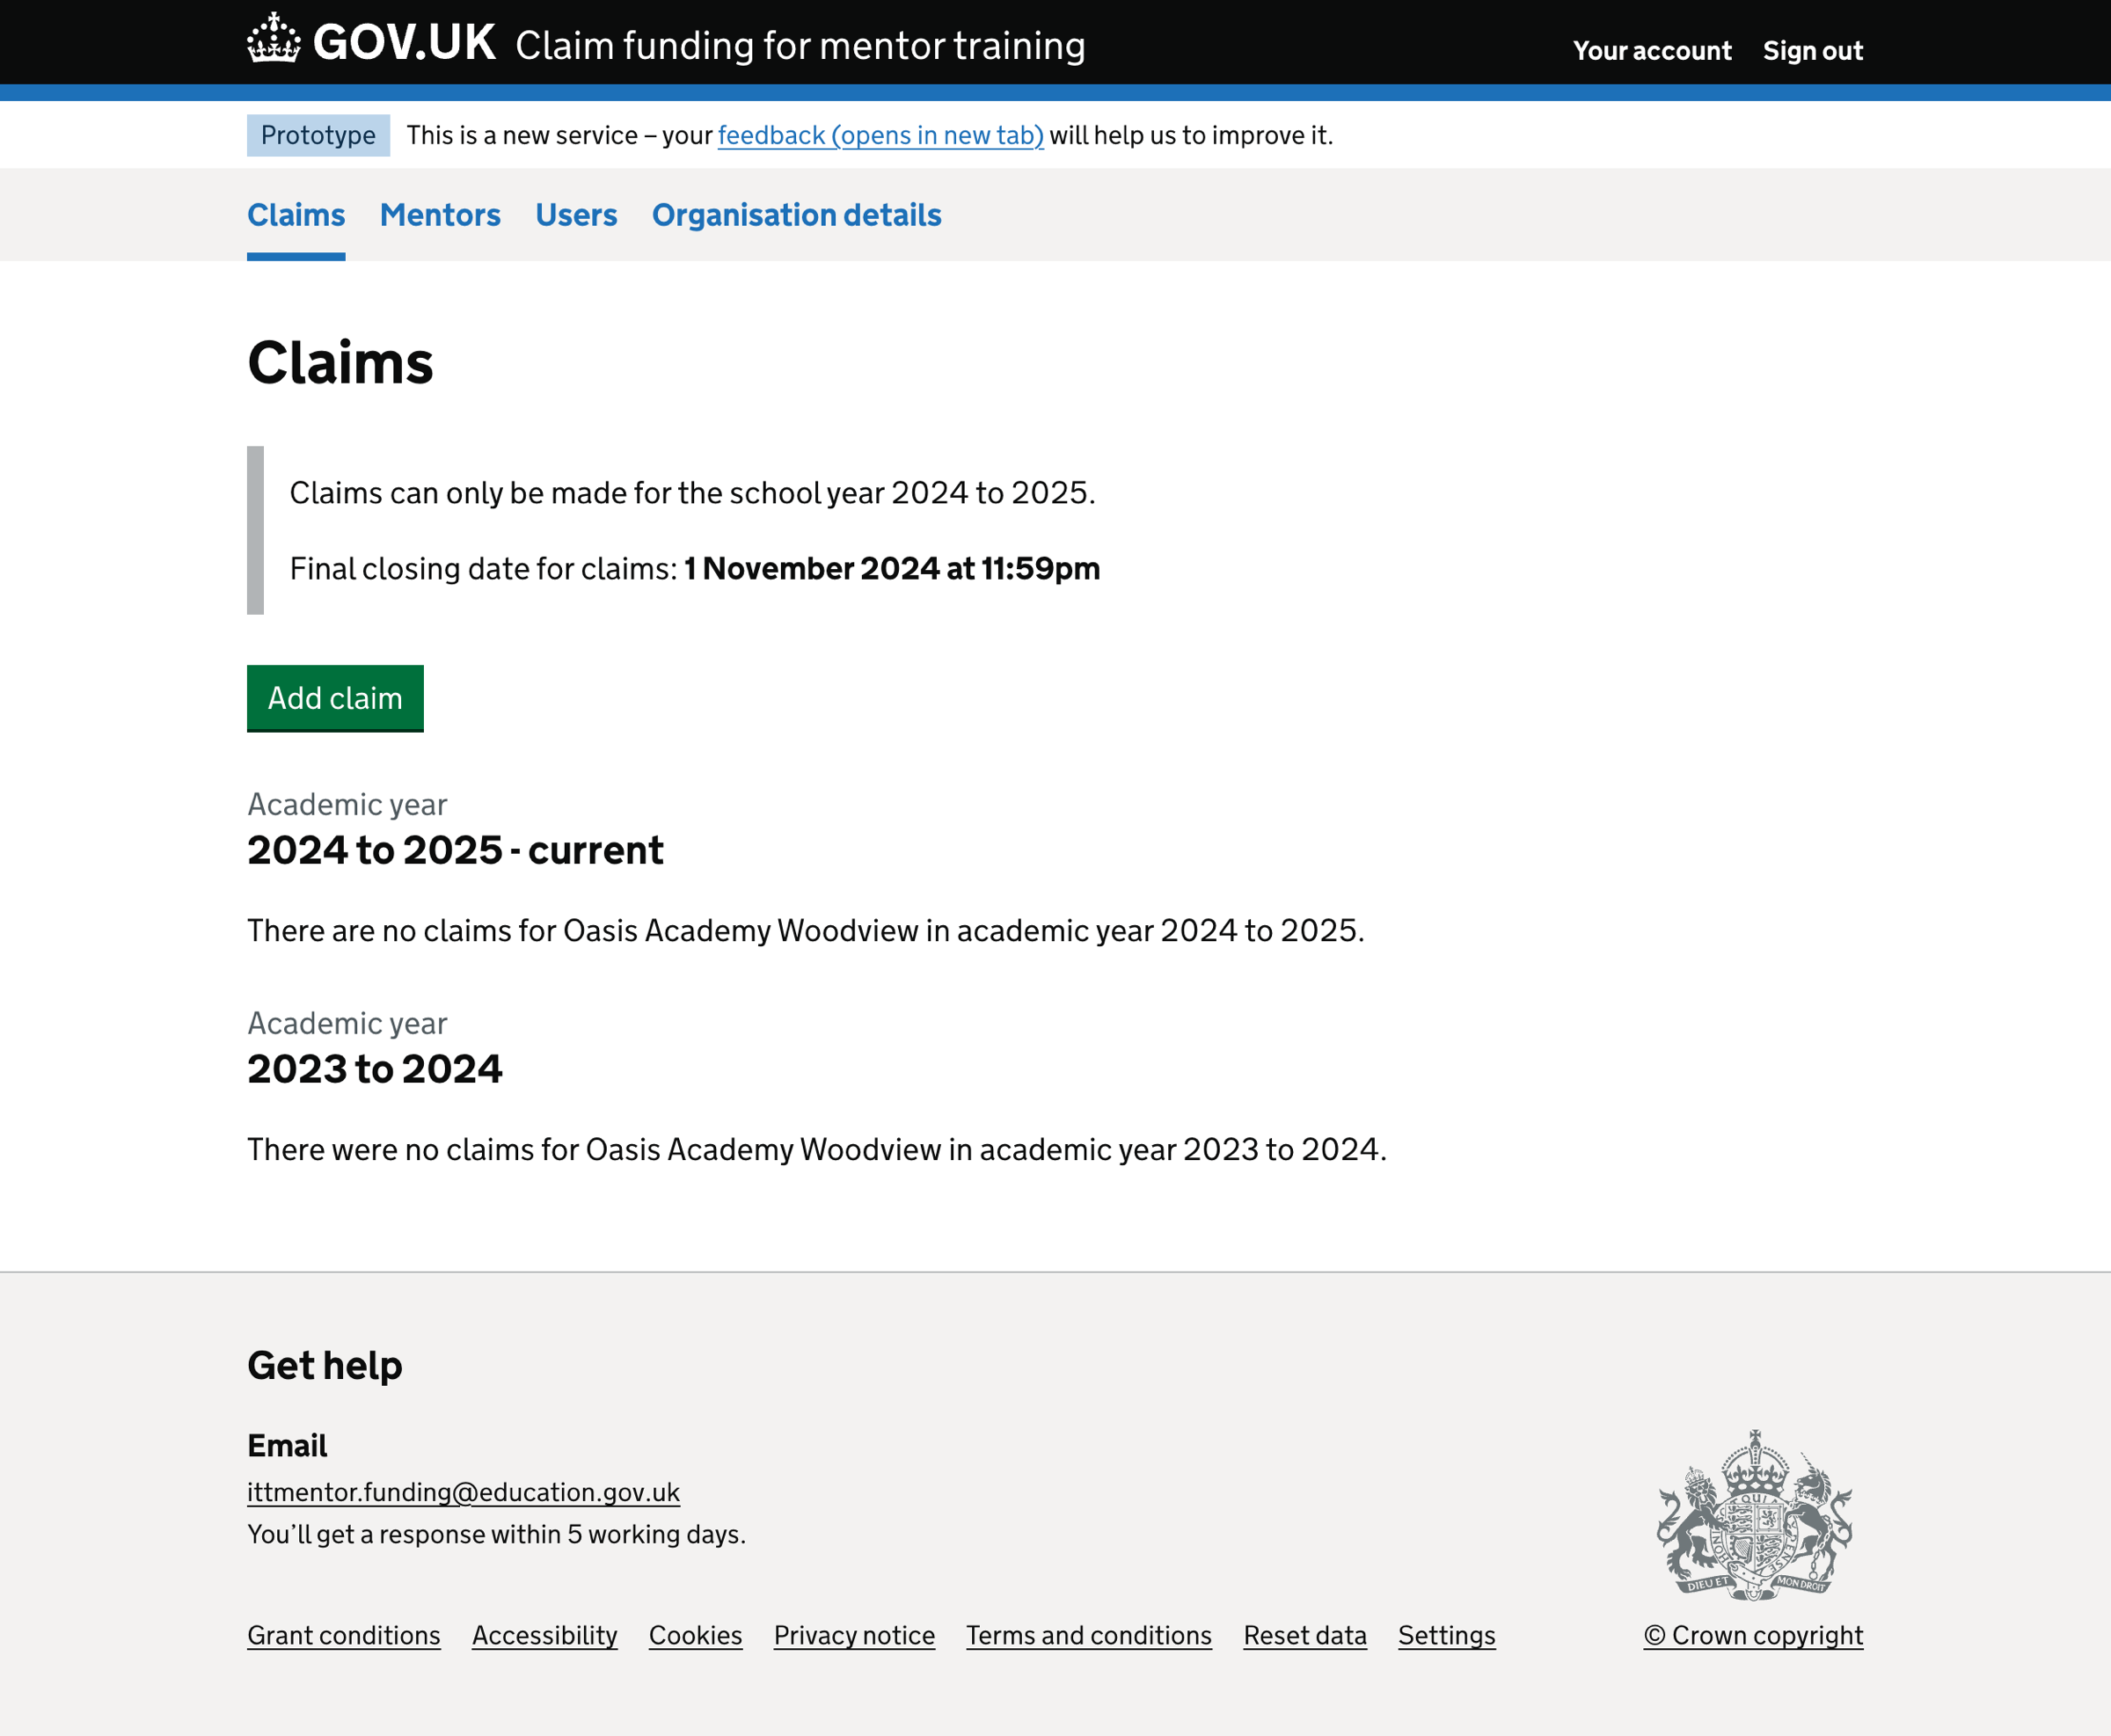 GOV.UK Claim funding for mentor training
Your account Sign out
Prototype This is a new service – your feedback (opens in new tab) will help us to improve it.
Claims Mentors Users Organisation details
Claims
Claims can only be made for the school year 2024 to 2025.
Final closing date for claims: 1 November 2024 at 11:59pm
Add claim
Academic year
2024 to 2025 - current
There are no claims for Oasis Academy Woodview in academic year 2024 to 2025.
Academic year
2023 to 2024
There were no claims for Oasis Academy Woodview in academic year 2023 to 2024.
Get help
Email
ittmentor.funding@education.gov.uk
You’ll get a response within 5 working days.
DIEU ET MON DROIT
Grant conditions Accessibility Cookies Privacy notice Terms and conditions Reset data Settings
© Crown copyright